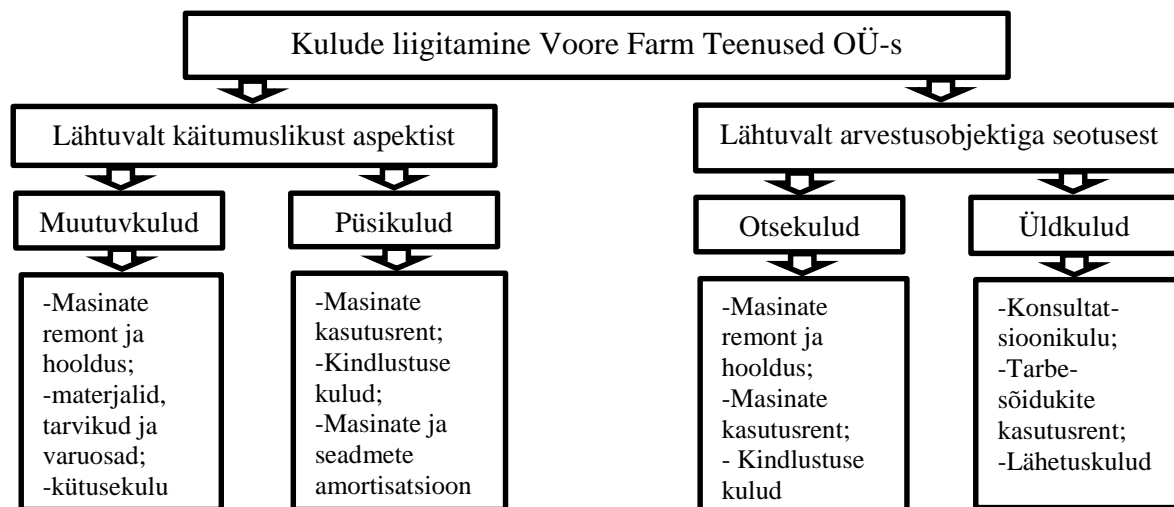 Kulude liigitamine Voore Farm Teenused OÜ-s
Lähtuvalt käitumuslikust aspektist
Lähtuvalt arvestusobjektiga seotusest
Muutuvkulud
Püsikulud
Otsekulud
Üldkulud
-Masinate
remont ja
hooldus;
-materjalid,
tarvikud ja
varuosad;
-kütusekulu
-Masinate
kasutusrent;
-Kindlustuse
kulud;
-Masinate ja
seadmete
amortisatsioon
-Masinate
remont ja
hooldus;
-Masinate
kasutusrent;
- Kindlustuse
kulud
-Konsultat-
sioonikulu;
-Tarbe-
sõidukite
kasutusrent;
-Lähetuskulud